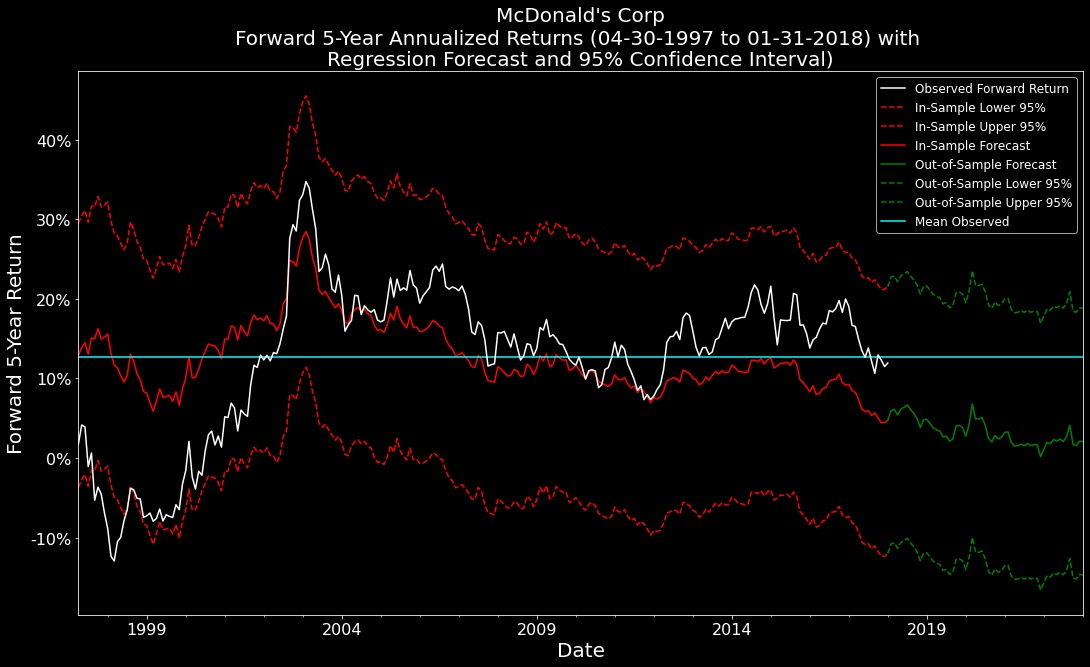 McDonald's Corp
Forward 5-Year Annualized Returns (04-30-1997 to 01-31-2018) with
Regression Forecast and 95% Confidence Interval)
Observed Forward Return
In-Sample Lower 95%
In-Sample Upper 95%
In-Sample Forecast
Out-of-Sample Forecast
Out-of-Sample Lower 95%
Out-of-Sample Upper 95%
Mean Observed
Forward 5-Year Return
40%
30%
20%
10%
0%
-10%
1999
2004
2009
2014
2019
Date